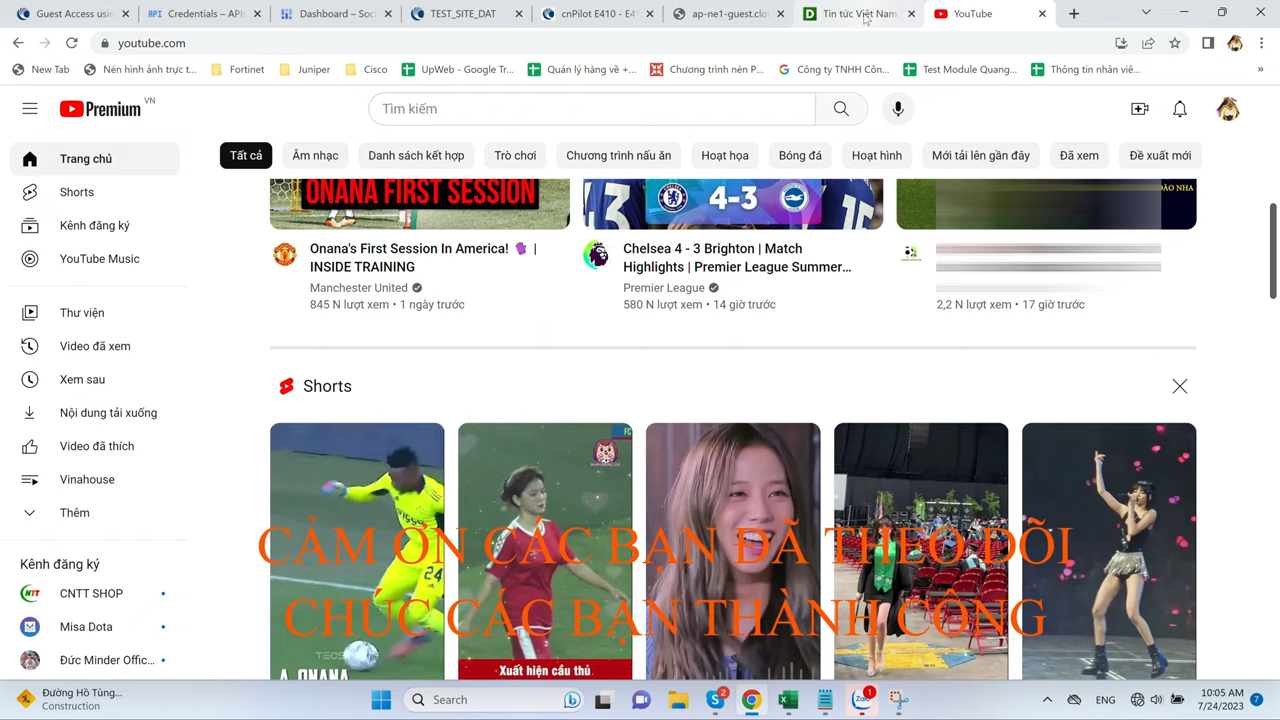 Guest Access usin
Credentials –
Dashboard – Soci
TEST_SITE_DAT
cnPilot E410 - E41
ap-ne1-guest.clou
Tin tức Việt Nam
YouTube
youtube.com
New Tab
Nén hình ảnh trực t...
Fortinet
Juniper
Cisco
UpWeb - Google Tr...
Quản lý hàng về +...
Chương trình nén P...
Công ty TNHH Côn...
Test Module Quang...
Thông tin nhân viê...
»
Premium VN
Tìm kiếm
Trang chủ
Shorts
Kênh đăng ký
YouTube Music
Thư viện
Video đã xem
Xem sau
Nội dung tải xuống
Video đã thích
Vinahouse
Thêm
Kênh đăng ký
CNTT SHOP
Misa Dota
Đức Minder Offic...
Tất cả
Âm nhạc
Danh sách kết hợp
Trò chơi
Chương trình nấu ăn
Hoạt họa
Bóng đá
Hoạt hình
Mới tải lên gần đây
Đã xem
Đề xuất mới
ONANA FIRST SESSION
4-3
ĐÀO NHA
Onana's First Session In America! |
INSIDE TRAINING
Manchester United
845 N lượt xem • 1 ngày trước
Chelsea 4 - 3 Brighton | Match
Highlights | Premier League Summer...
Premier League
580 N lượt xem • 14 giờ trước
2,2 N lượt xem • 17 giờ trước
Shorts
24
A. ONANA
Xuất hiện cầu thủ
CẢM ƠN CÁC BẠN ĐÃ THEO DÕI
CHÚC CÁC BẠN THÀNH CÔNG
Đường Hồ Tùng...
Construction
Search
2
Zalo
1
ENG
10:05 AM
7/24/2023
7